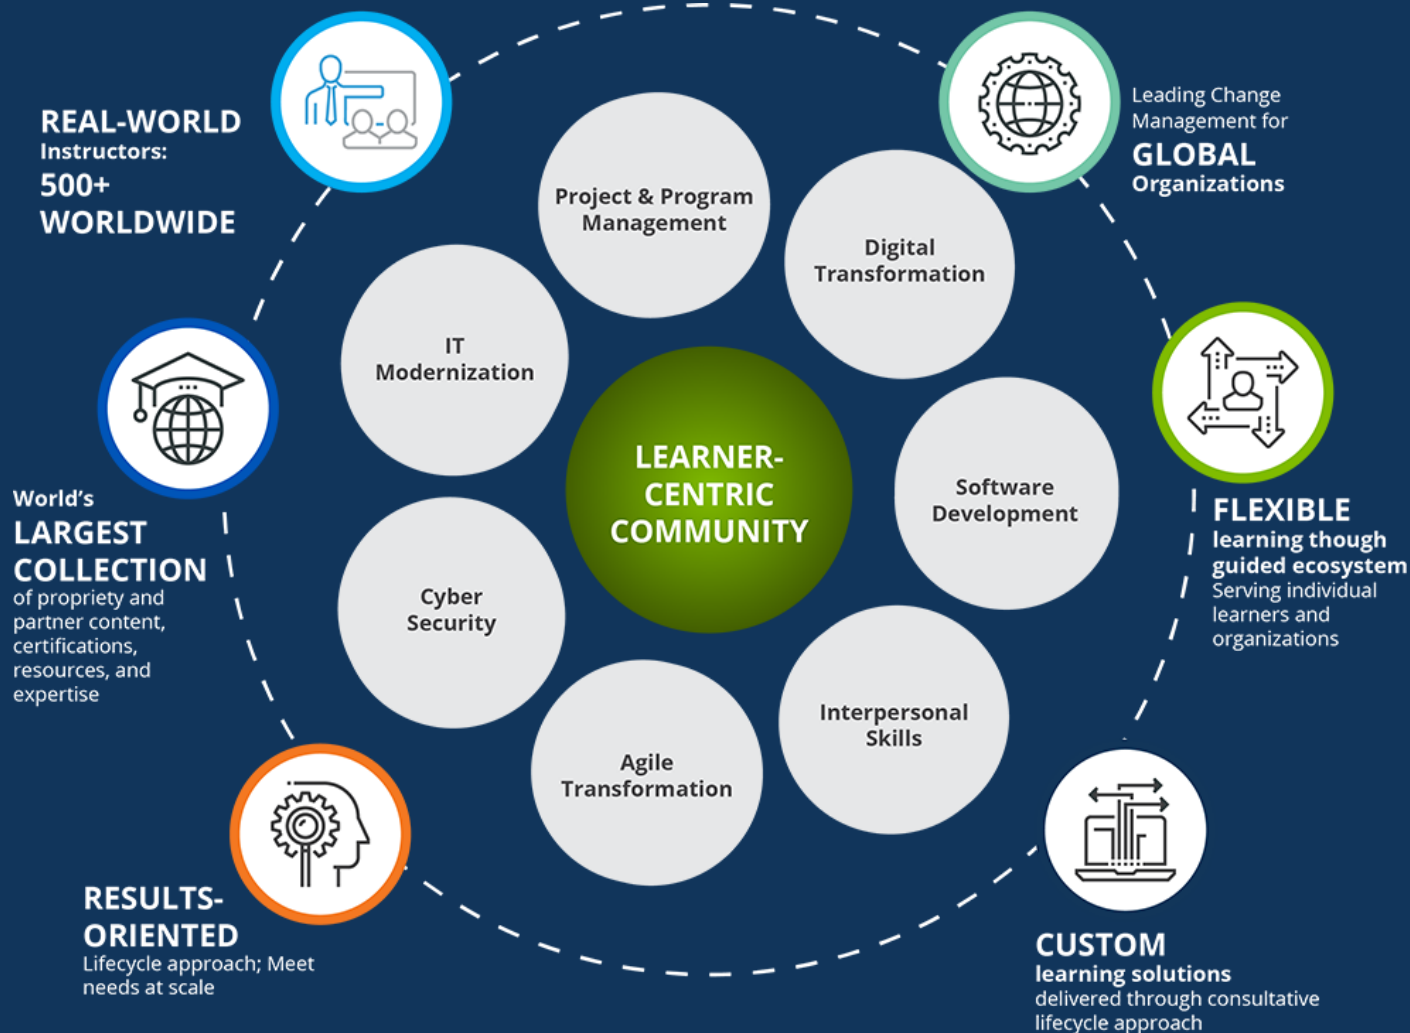 REAL-WORLD
Instructors:
500+
WORLDWIDE
Leading Change
Management for
GLOBAL
Organizations
Project & Program
Management
Digital
Transformation
IT
Modernization
LEARNER-
CENTRIC
COMMUNITY
Software
Development
World's
LARGEST
COLLECTION
of propriety and
partner content,
certifications,
resources, and
expertise
FLEXIBLE
learning though
guided ecosystem
Serving individual
learners and
organizations
Cyber
Security
Interpersonal
Skills
Agile
Transformation
RESULTS-
ORIENTED
Lifecycle approach; Meet
needs at scale
CUSTOM
learning solutions
delivered through consultative
lifecycle approach